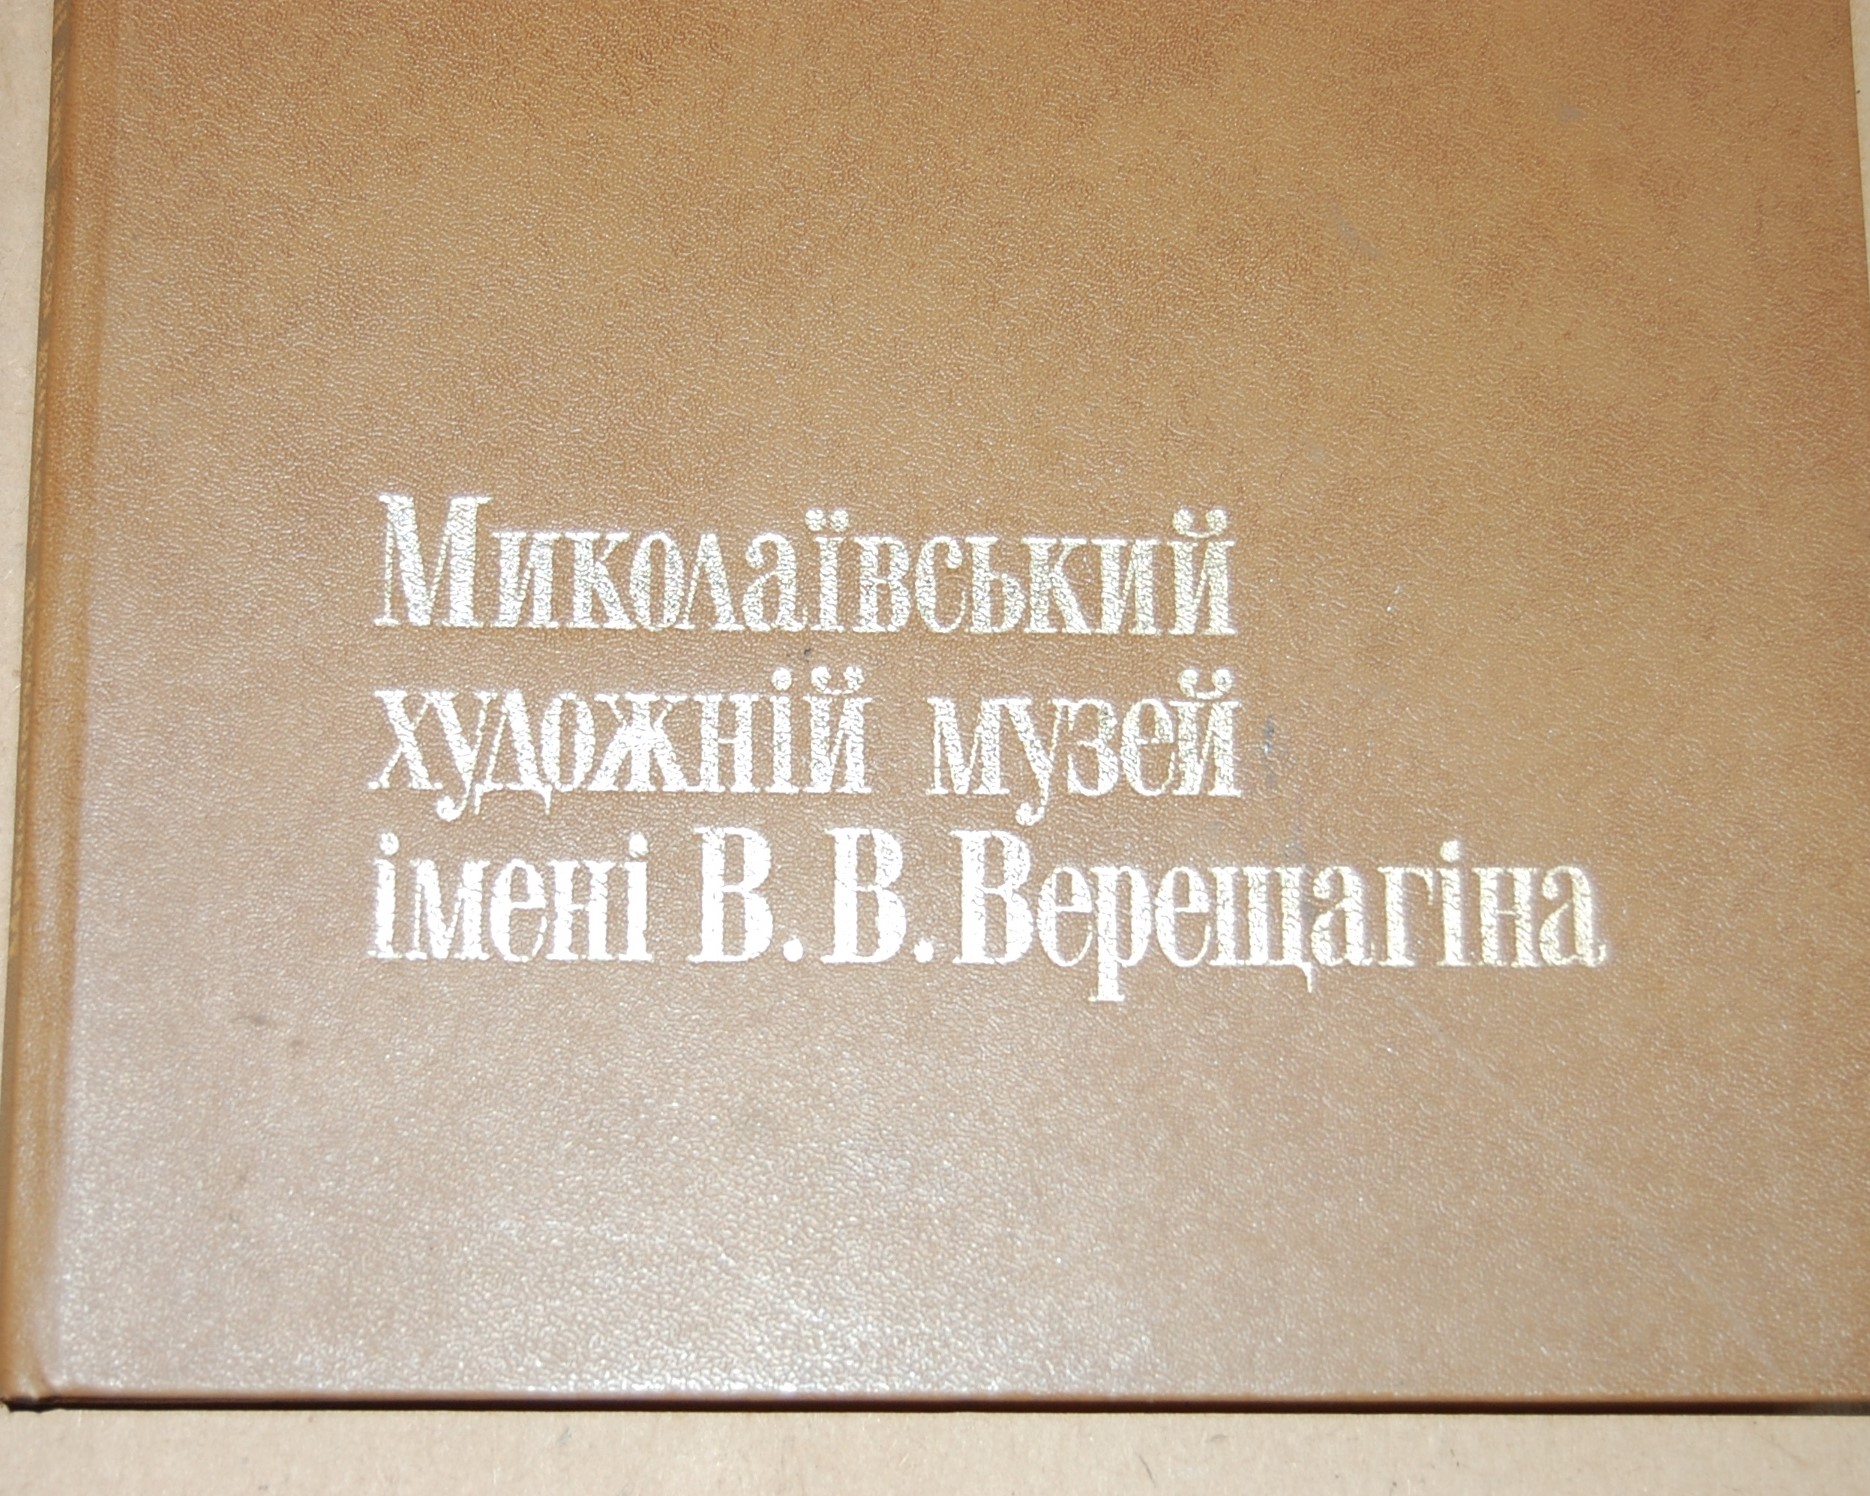 Миколаївський
художній музей
імені В. В. Верещагіна